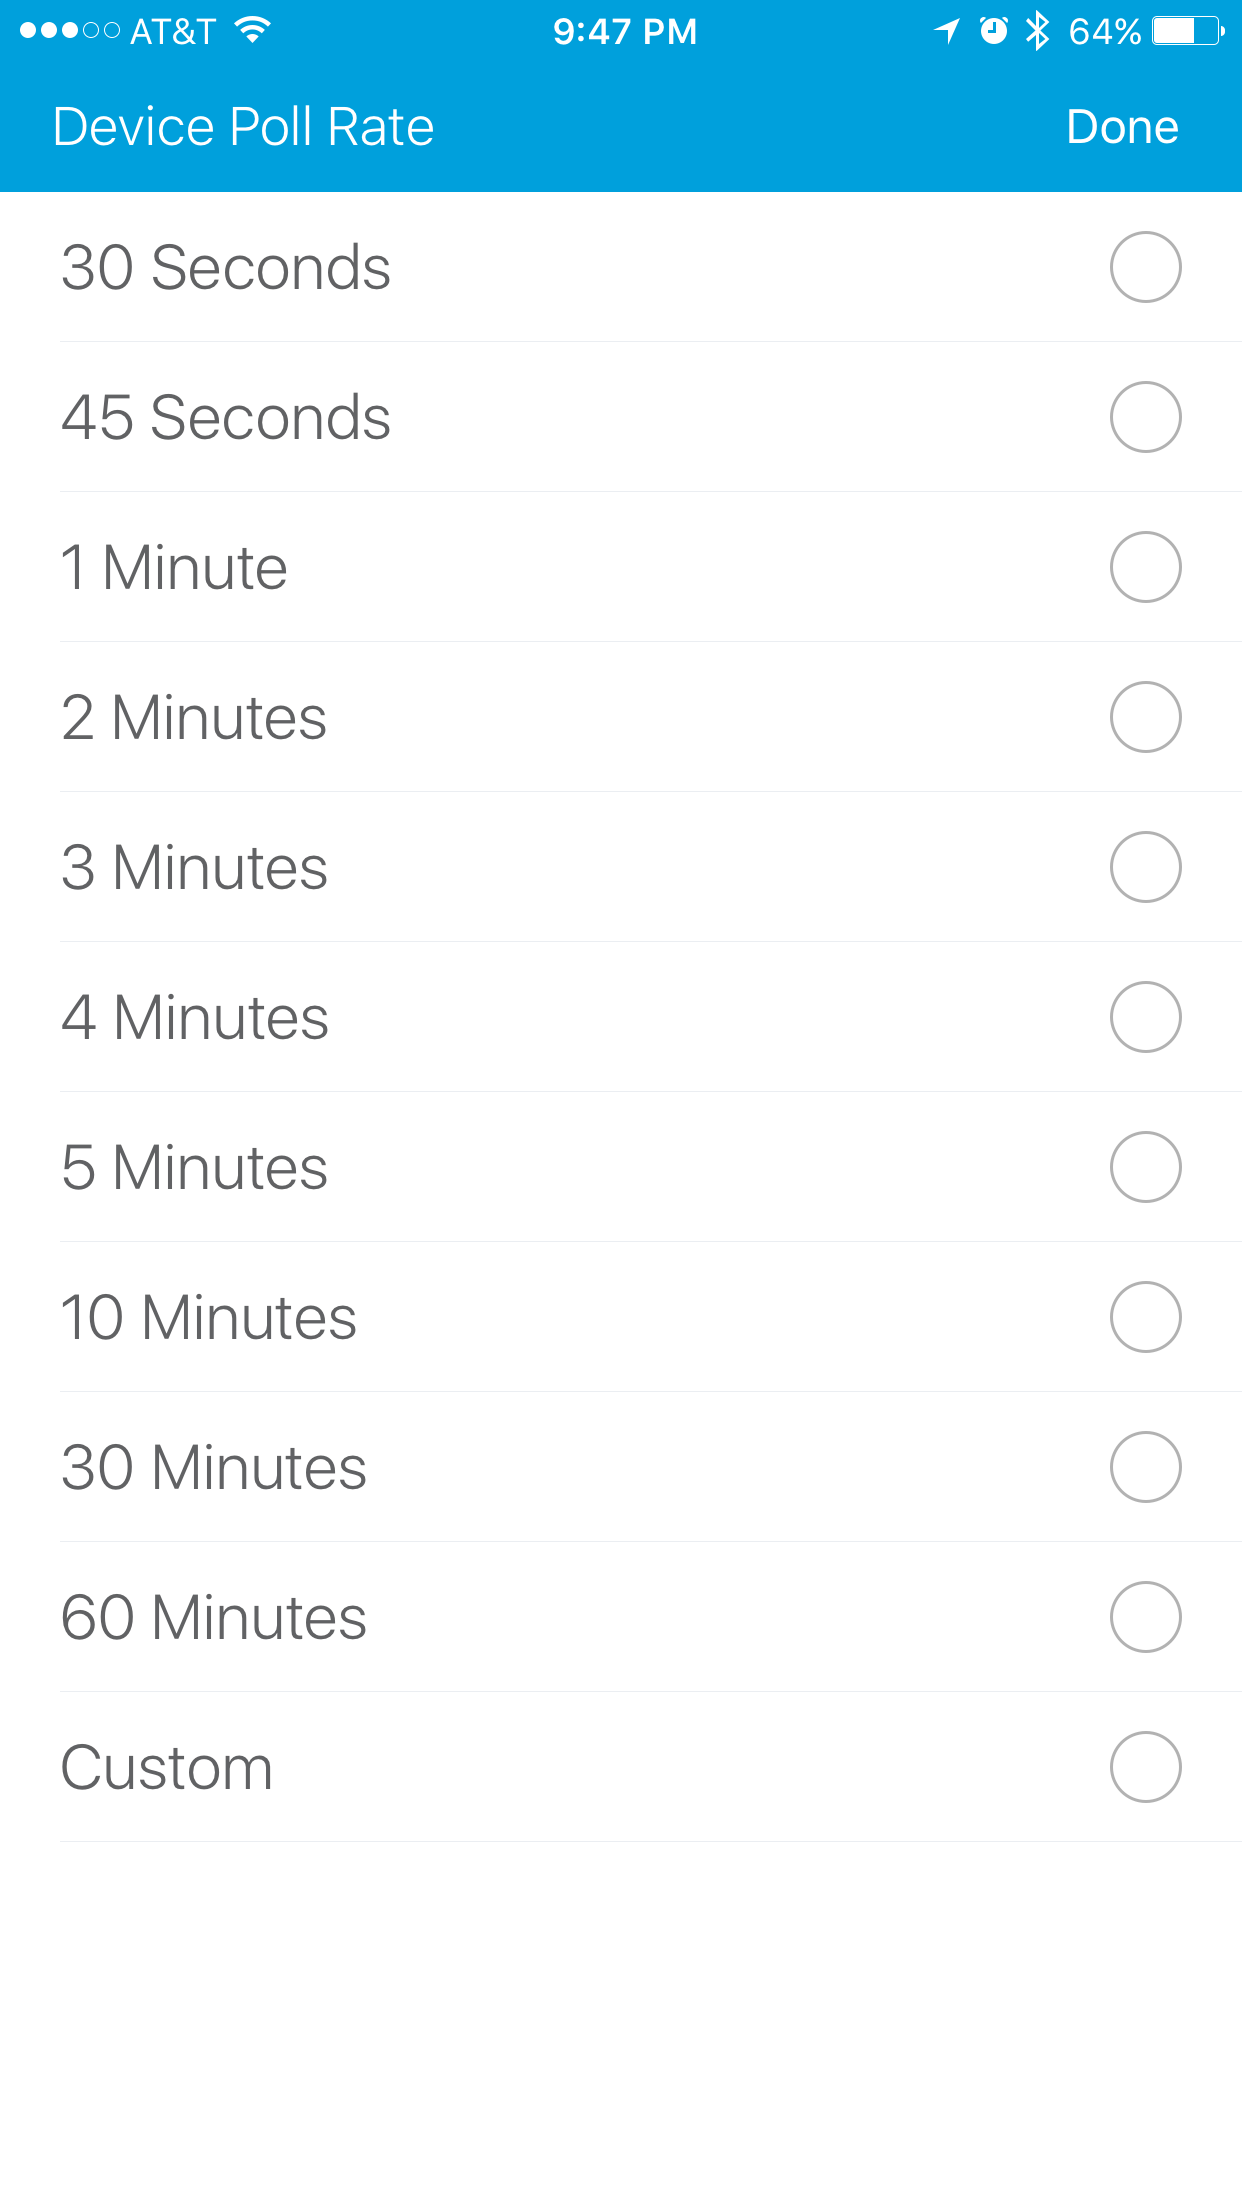 AT&T 9:47 PM 64%
Device Poll Rate Done
30 Seconds
45 Seconds
1 Minute
2 Minutes
3 Minutes
4 Minutes
5 Minutes
10 Minutes
30 Minutes
60 Minutes
Custom